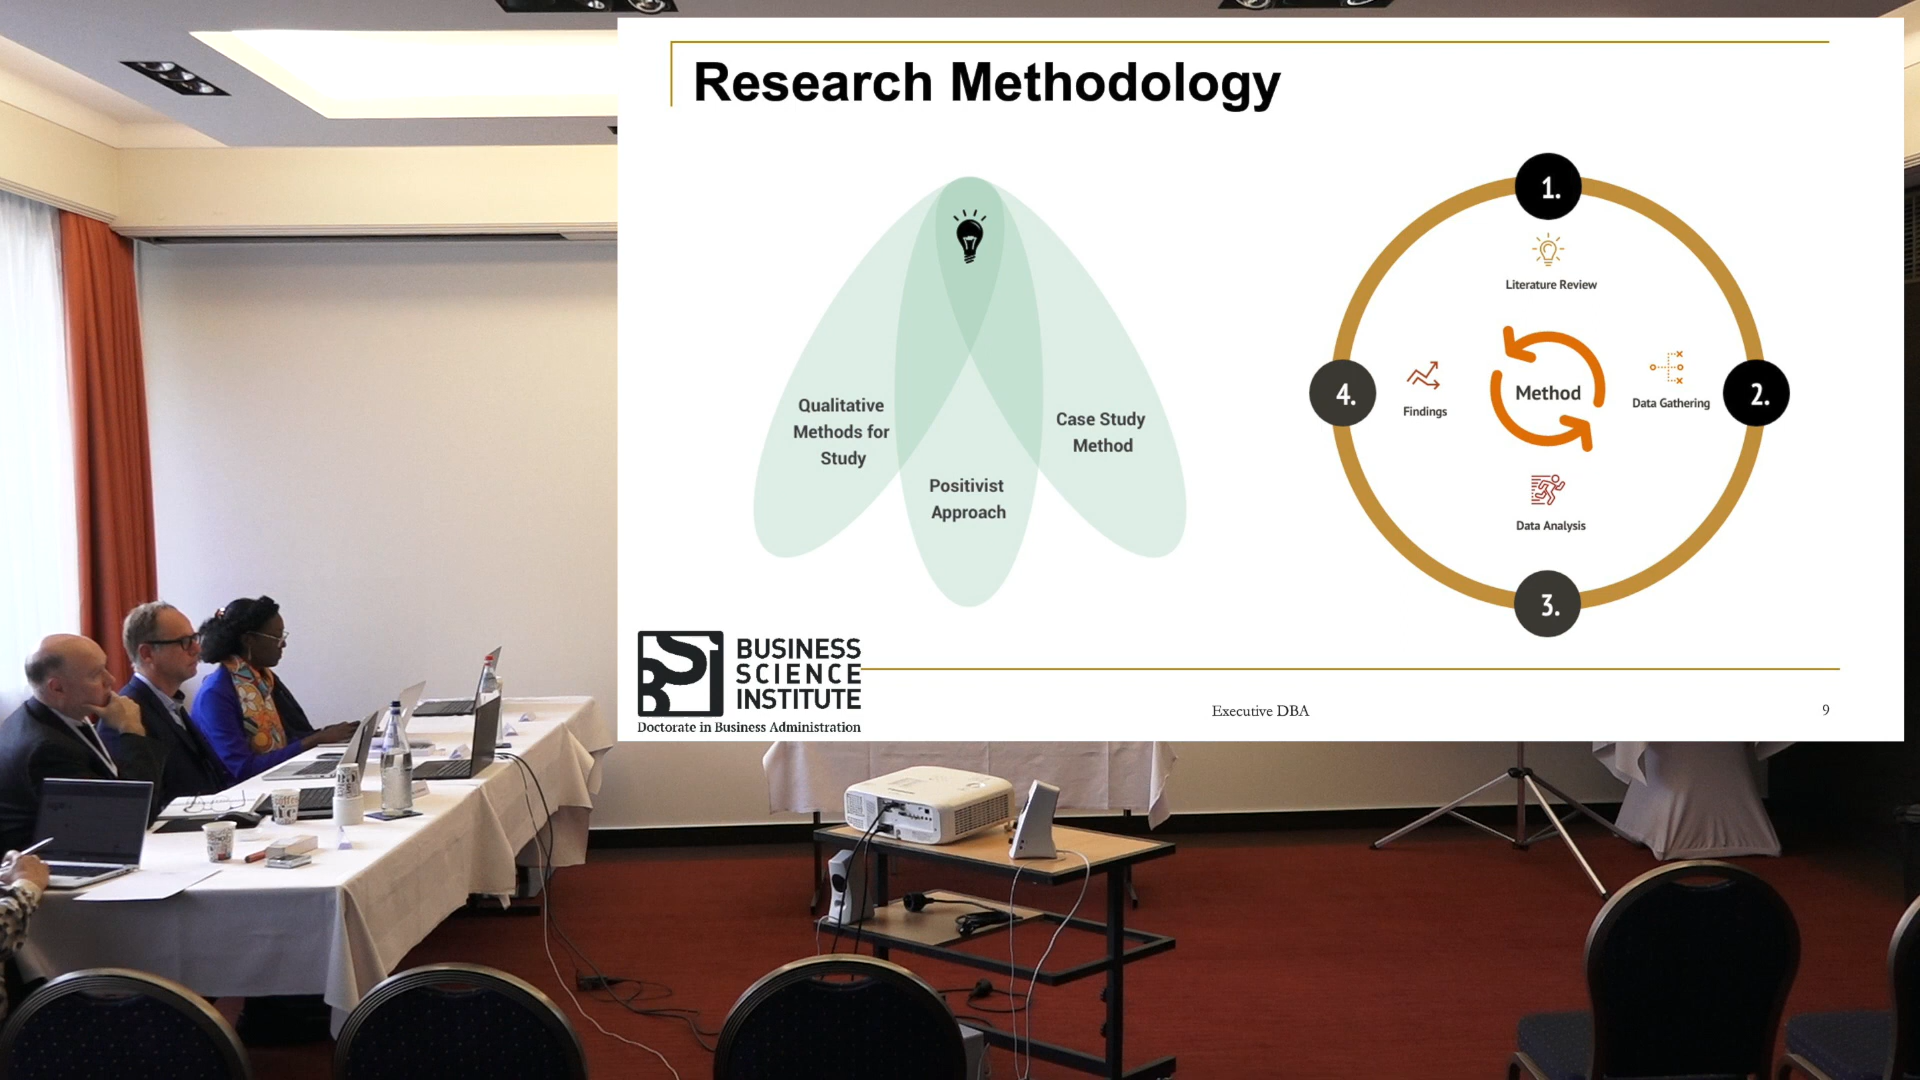 Research Methodology
Qualitative
Methods for
Study
Positivist
Approach
Case Study
Method
1.
Literature Review
2.
Data Gathering
Method
4.
Findings
Data Analysis
3.
BUSINESS
SCIENCE
INSTITUTE
Doctorate in Business Administration
Executive DBA
9